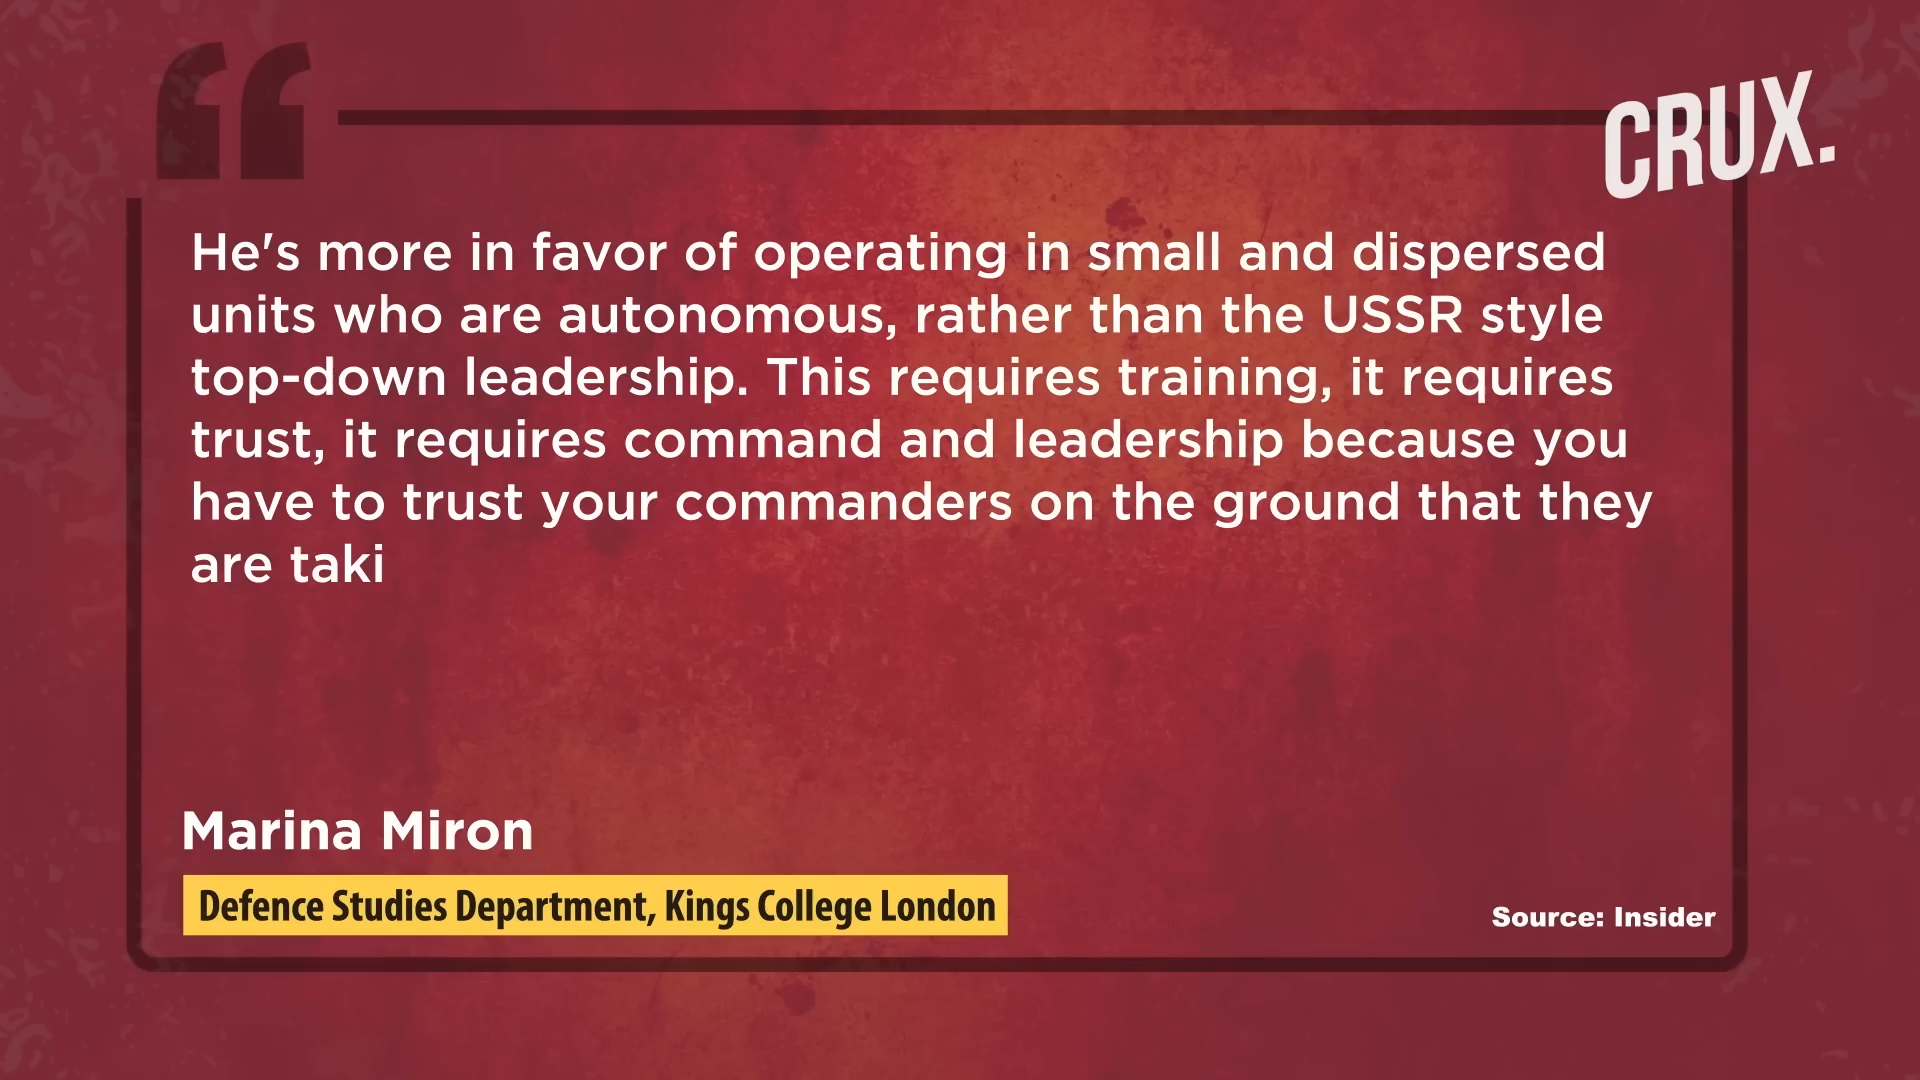 CRUX.
He's more in favor of operating in small and dispersed
units who are autonomous, rather than the USSR style
top-down leadership. This requires training, it requires
trust, it requires command and leadership because you
have to trust your commanders on the ground that they
are taki
Marina Miron
Defence Studies Department, Kings College London
Source: Insider